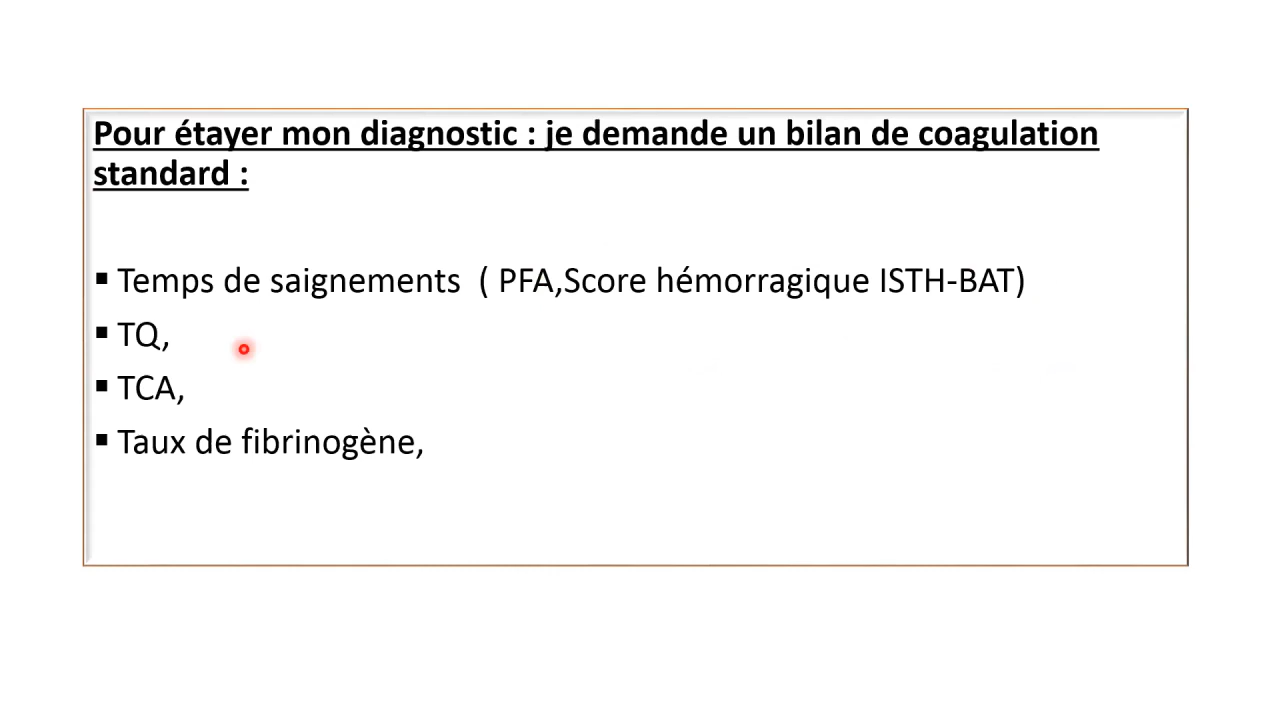 Pour étayer mon diagnostic : je demande un bilan de coagulation
standard :
▪ Temps de saignements  ( PFA,Score hémorragique ISTH-BAT)
▪ TQ,
▪ TCA,
▪ Taux de fibrinogène,